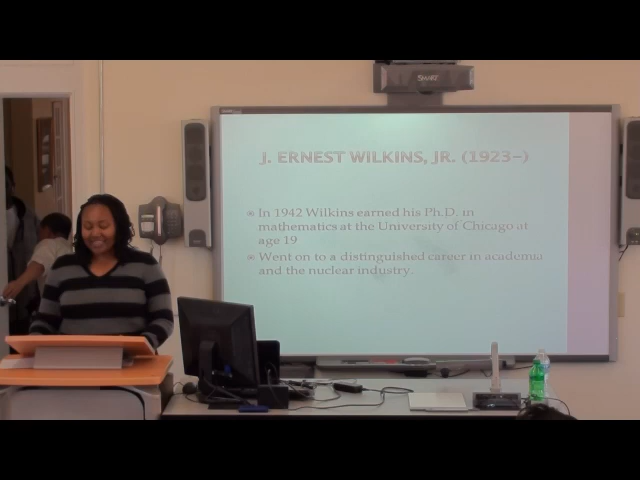 SMART
J. ERNEST WILKINS, JR. (1923–)
In 1942 Wilkins earned his Ph.D. in
mathematics at the University of Chicago at
age 19
Went on to a distinguished career in academia
and the nuclear industry.